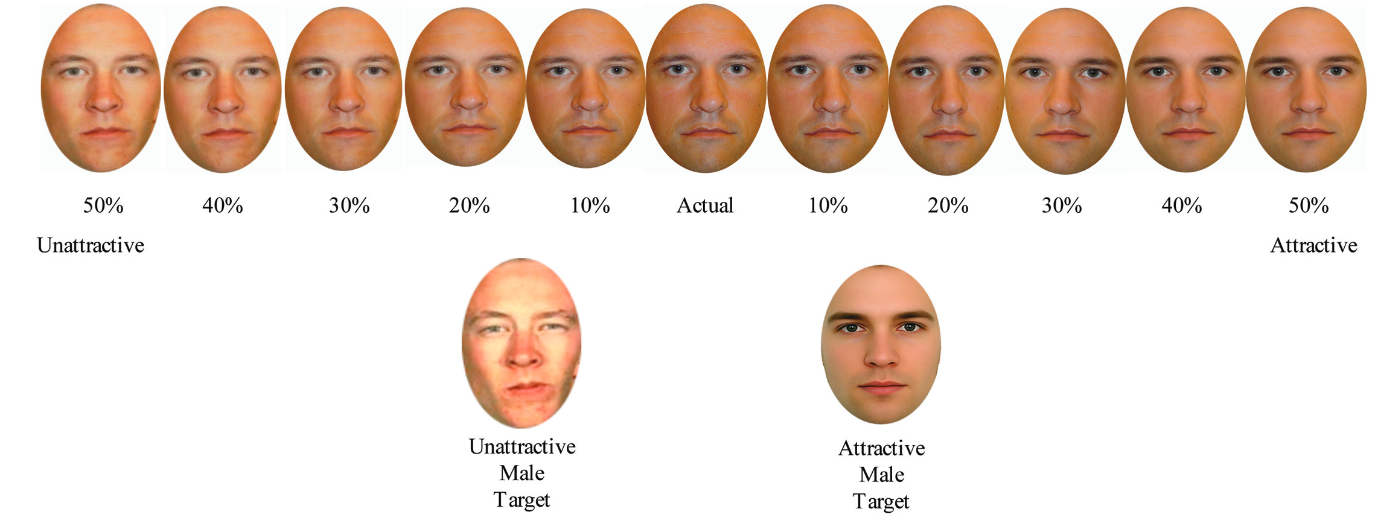 50% 40% 30% 20% 10% Actual 10% 20% 30% 40% 50%
Unattractive Attractive
Unattractive
Male
Target
Attractive
Male
Target